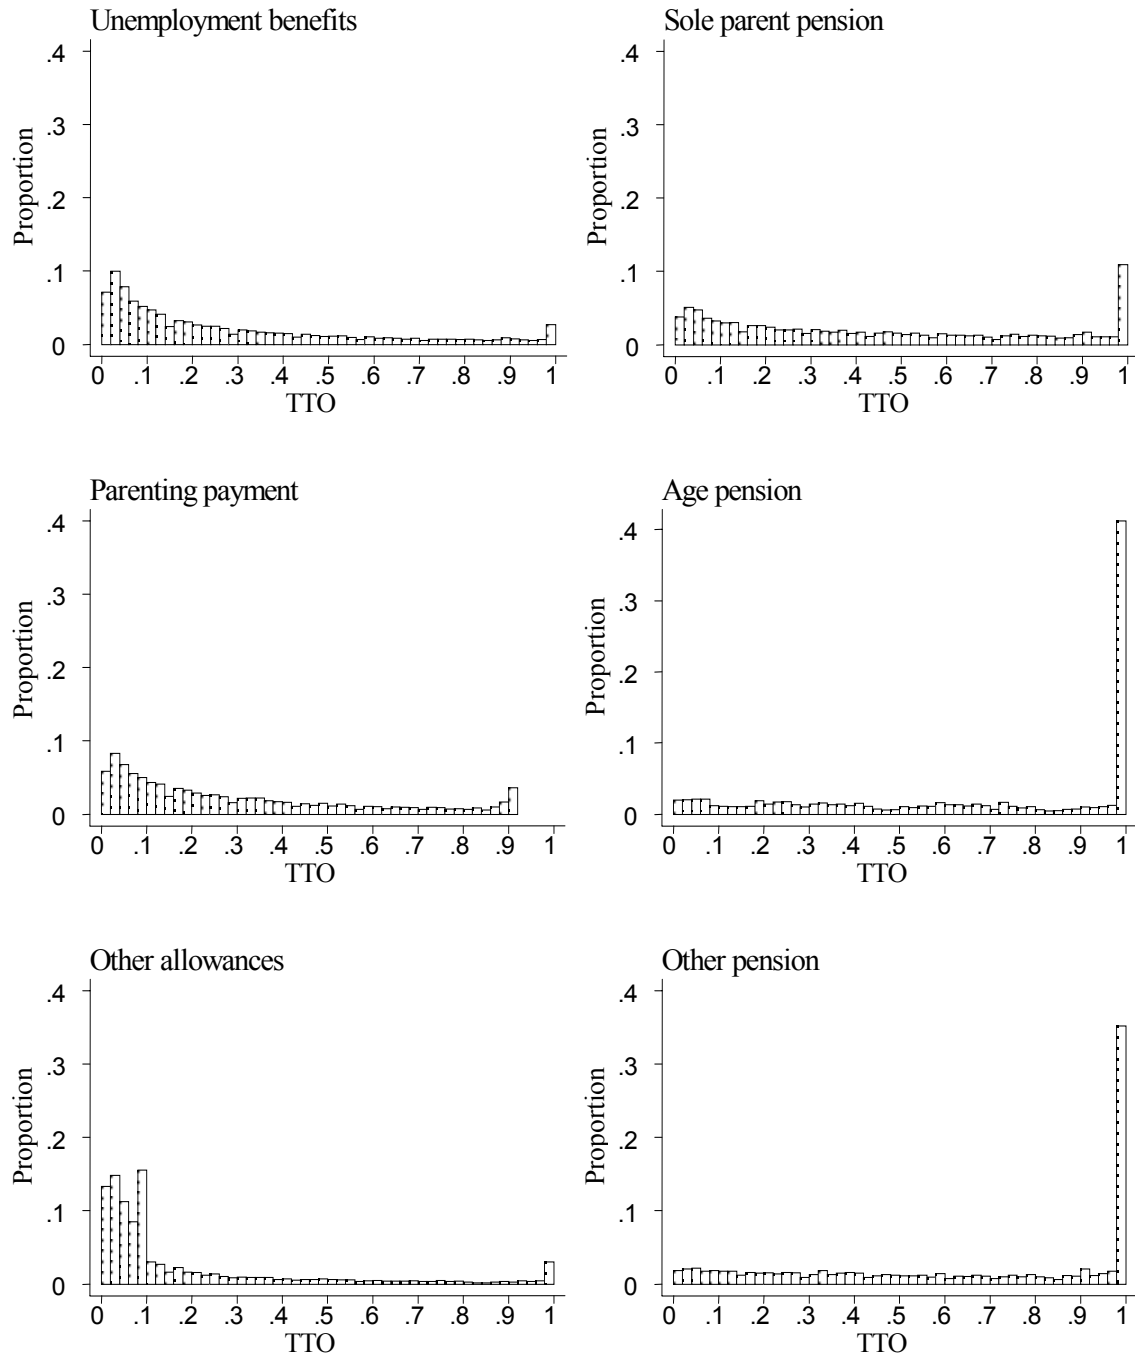 Unemployment benefits
.4
.3
.2
.1
0
Proportion
0 .1 .2 .3 .4 .5 .6 .7 .8 .9 1
TTO
Sole parent pension
.4
.3
.2
.1
0
Proportion
0 .1 .2 .3 .4 .5 .6 .7 .8 .9 1
TTO
Parenting payment
.4
.3
.2
.1
0
Proportion
0 .1 .2 .3 .4 .5 .6 .7 .8 .9 1
TTO
Age pension
.4
.3
.2
.1
0
Proportion
0 .1 .2 .3 .4 .5 .6 .7 .8 .9 1
TTO
Other allowances
.4
.3
.2
.1
0
Proportion
0 .1 .2 .3 .4 .5 .6 .7 .8 .9 1
TTO
Other pension
.4
.3
.2
.1
0
Proportion
0 .1 .2 .3 .4 .5 .6 .7 .8 .9 1
TTO